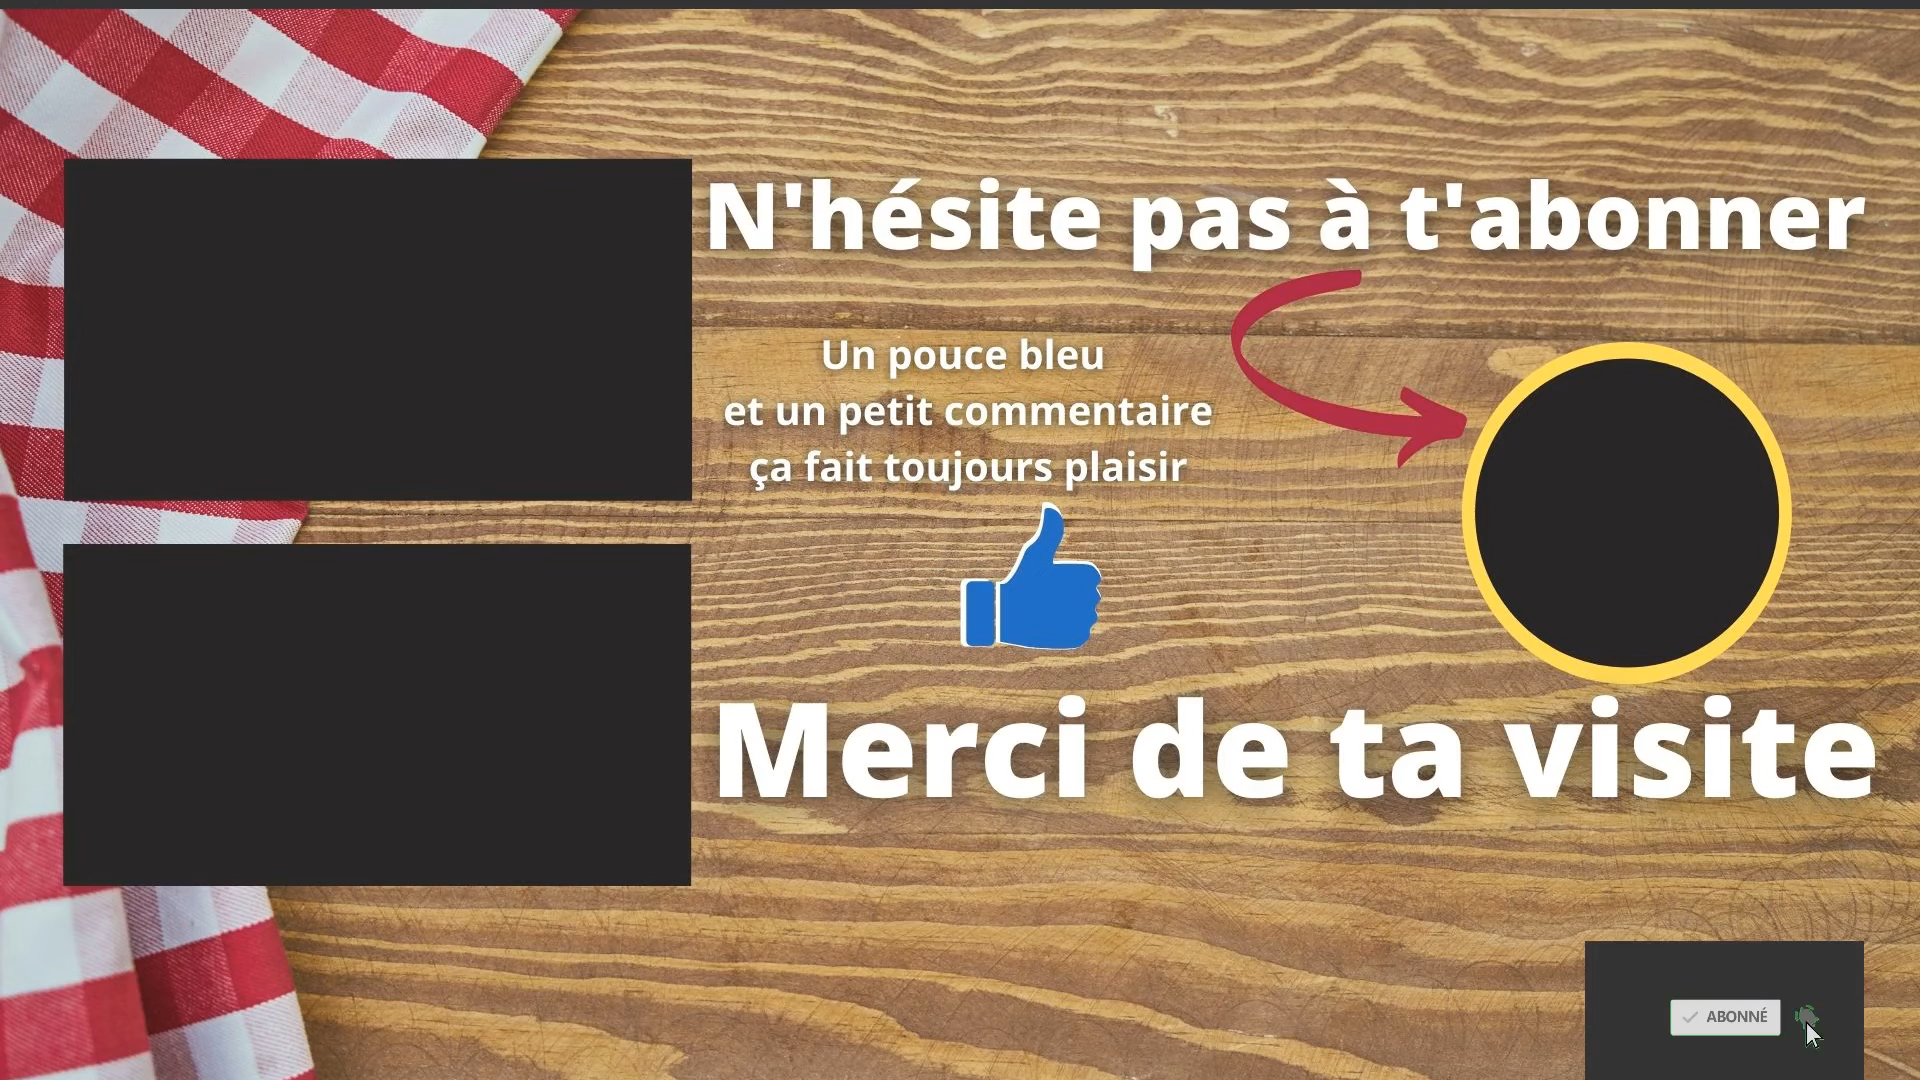 N'hésite pas à t'abonner
Un pouce bleu
et un petit commentaire
ça fait toujours plaisir
Merci de ta visite
ABONNÉ